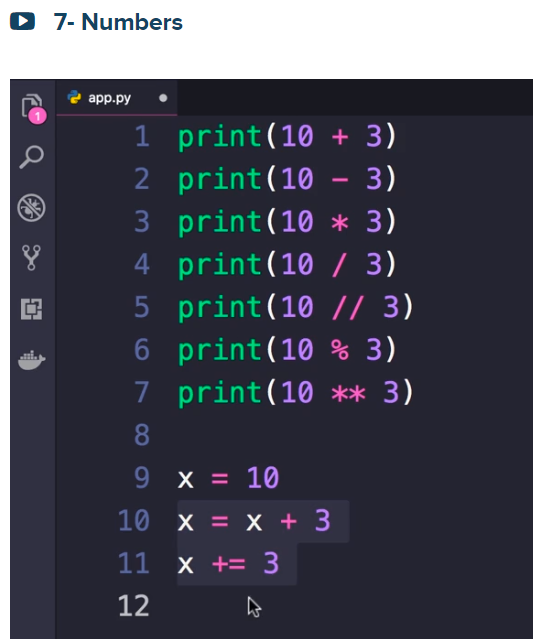 7- Numbers
app.py
1
1 print(10 + 3)
2 print(10 - 3)
3 print(10 * 3)
4 print(10 / 3)
5 print(10 // 3)
6 print(10 % 3)
7 print(10 ** 3)
8
9 x = 10
10 x = x + 3
11 x += 3
12